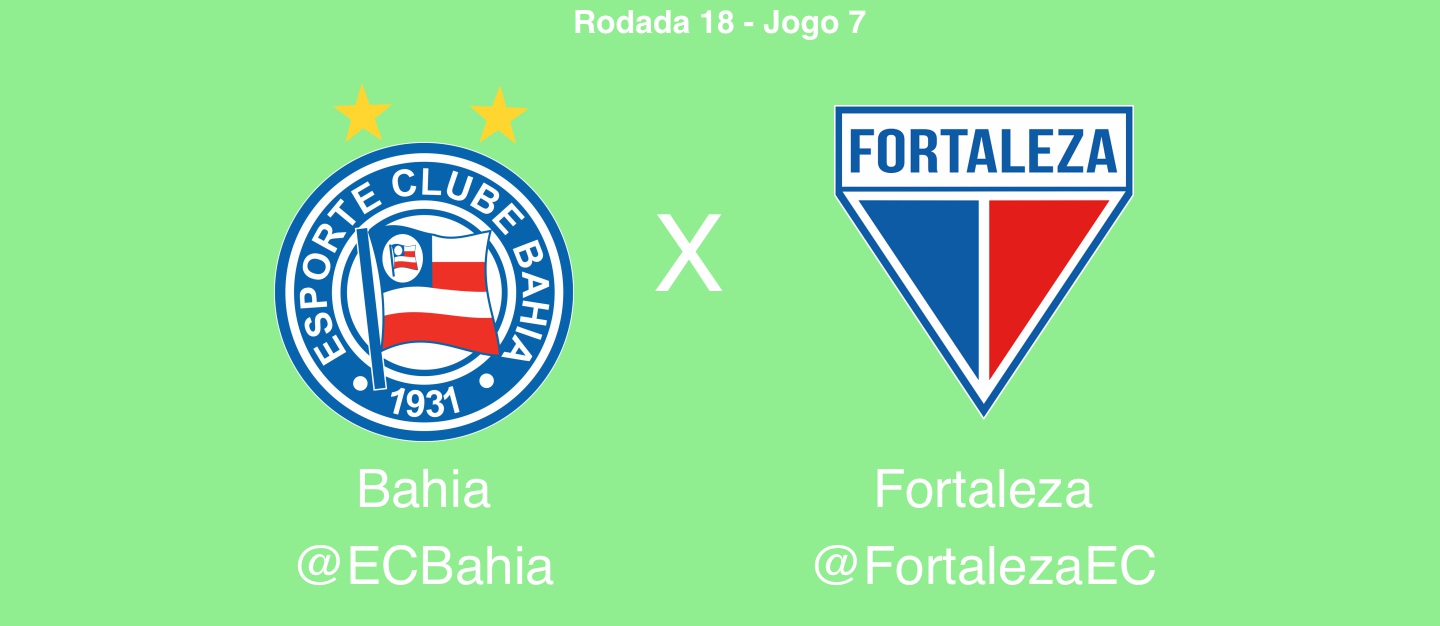 Rodada 18 - Jogo 7
ESPORTE CLUBE BAHIA
1931
X
FORTALEZA
Bahia
Fortaleza
@ECBahia
@FortalezaEC